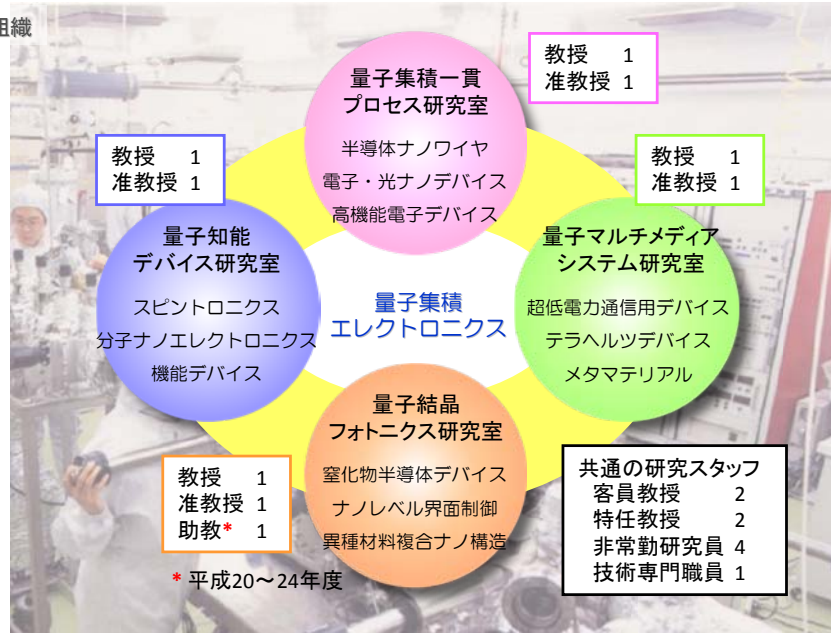 組織
量子集積一貫
プロセス研究室
半導体ナノワイヤ
電子・光ナノデバイス
高機能電子デバイス
教授 1
准教授 1
教授 1
准教授 1
量子知能
デバイス研究室
スピントロニクス
分子ナノエレクトロニクス
機能デバイス
教授 1
准教授 1
量子マルチメディア
システム研究室
超低電力通信用デバイス
テラヘルツデバイス
メタマテリアル
量子集積
エレクトロニクス
量子結晶
フォトニクス研究室
窒化物半導体デバイス
ナノレベル界面制御
異種材料複合ナノ構造
教授 1
准教授 1
助教* 1
* 平成20～24年度
共通の研究スタッフ
客員教授 2
特任教授 2
非常勤研究員 4
技術専門職員 1